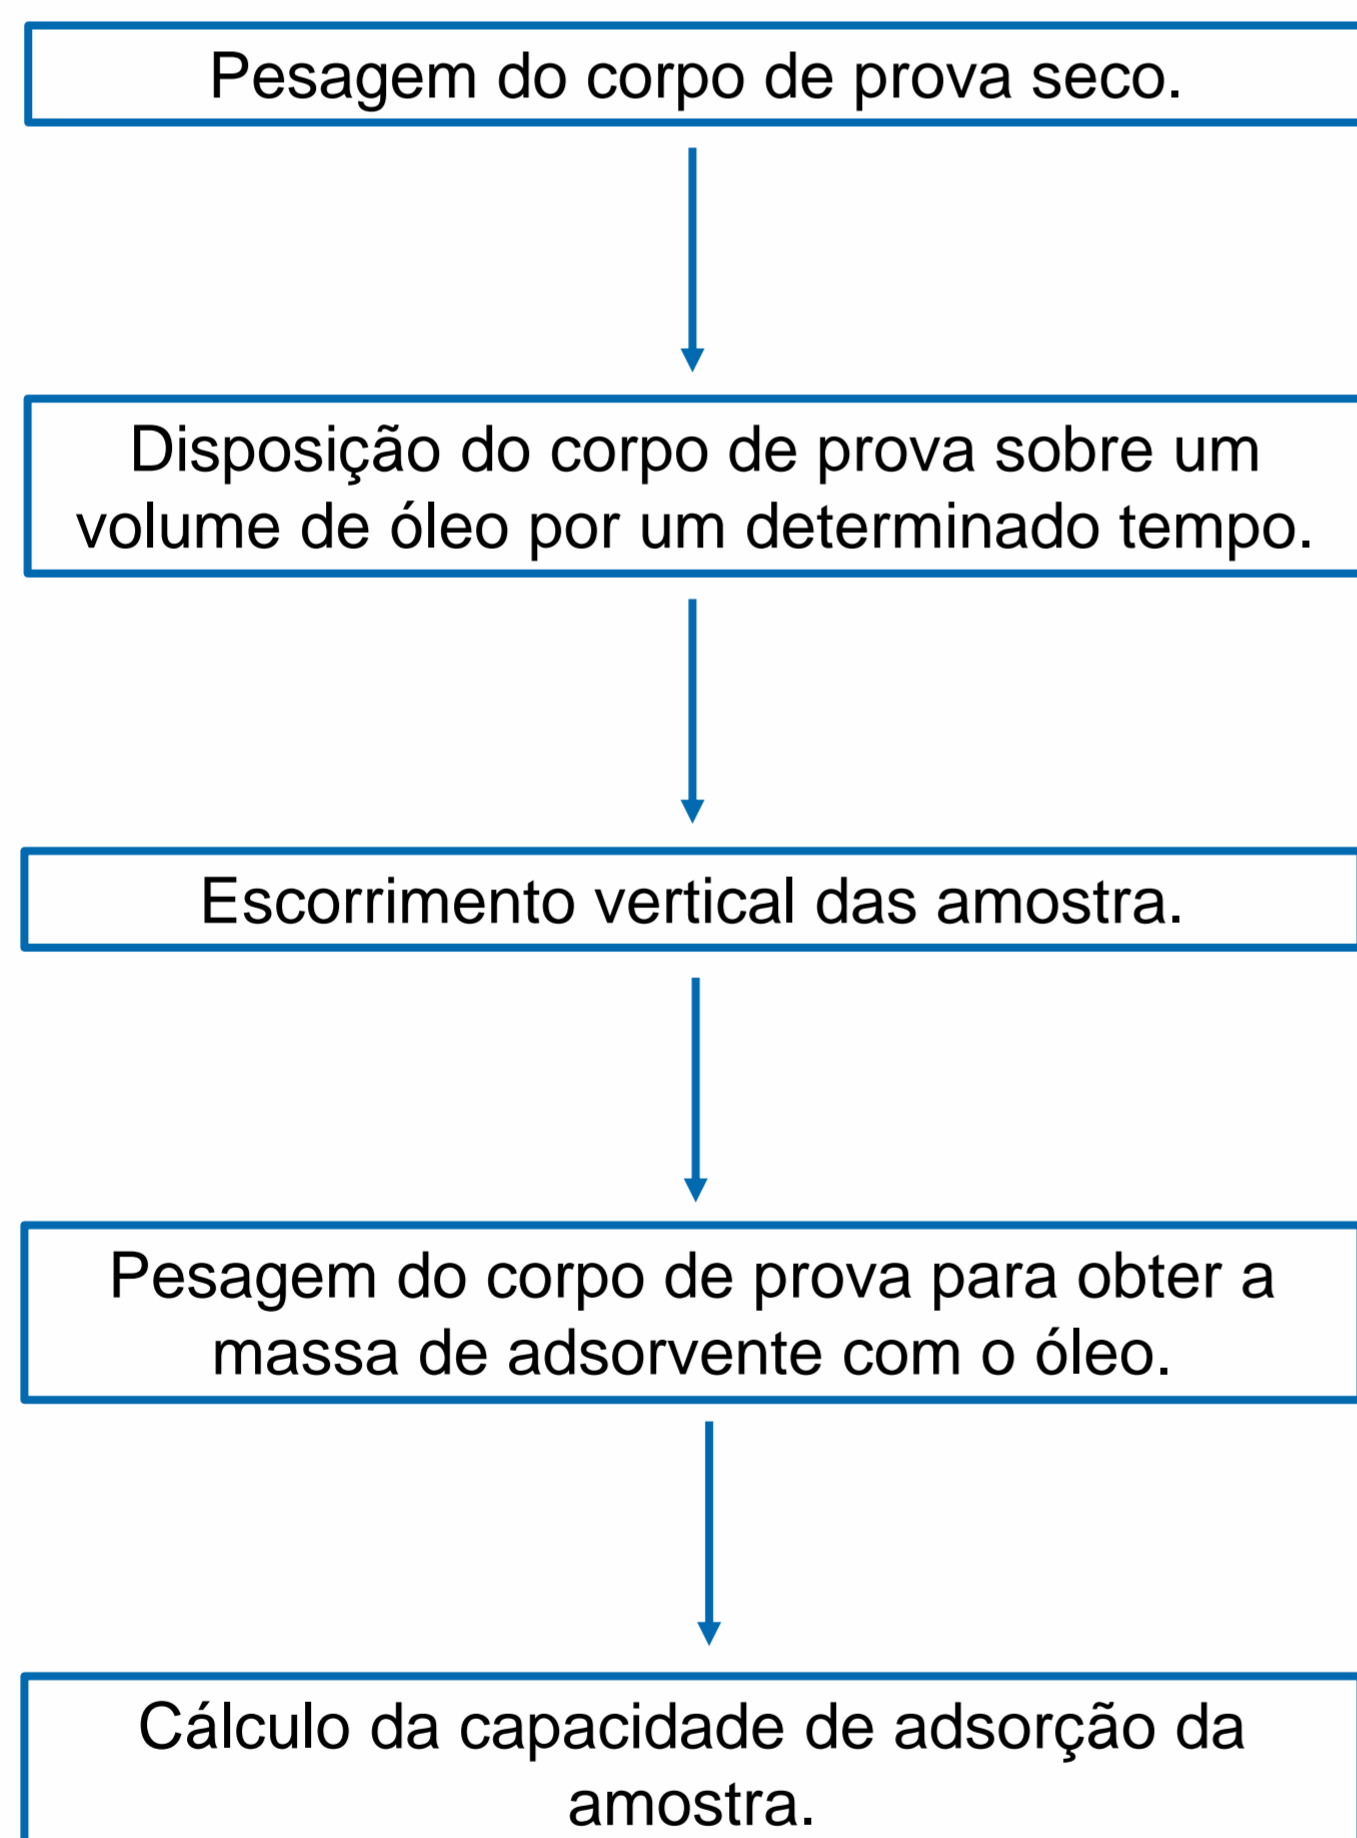 Pesagem do corpo de prova seco.
Disposição do corpo de prova sobre um
volume de óleo por um determinado tempo.
Escorrimento vertical das amostra.
Pesagem do corpo de prova para obter a
massa de adsorvente com o óleo.
Cálculo da capacidade de adsorção da
amostra.